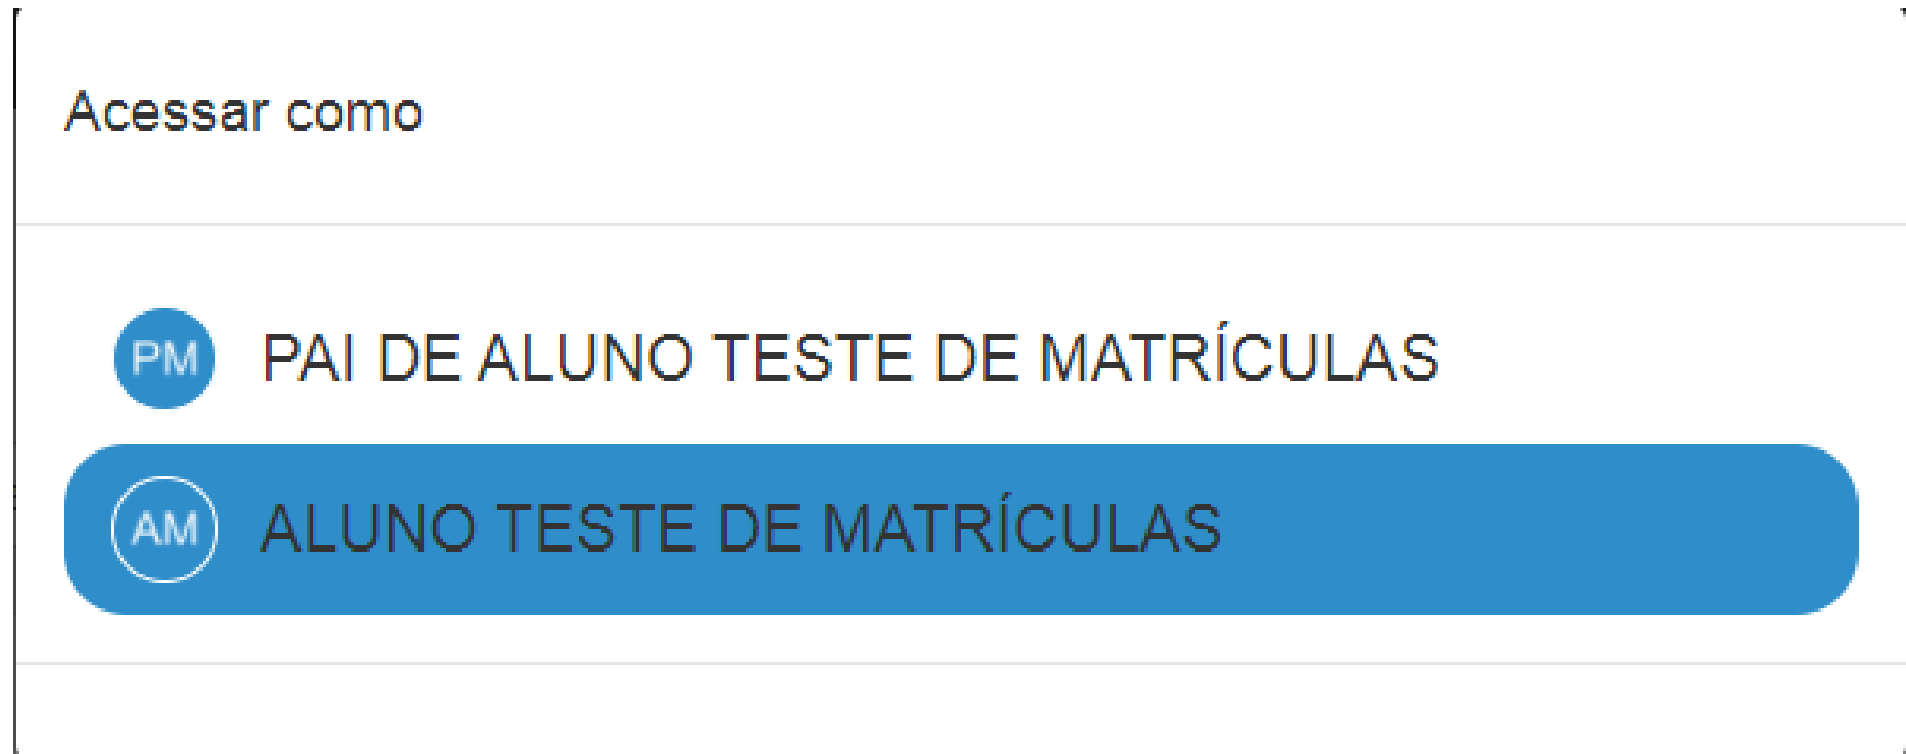 Acessar como
PM PAI DE ALUNO TESTE DE MATRÍCULAS
AM ALUNO TESTE DE MATRÍCULAS